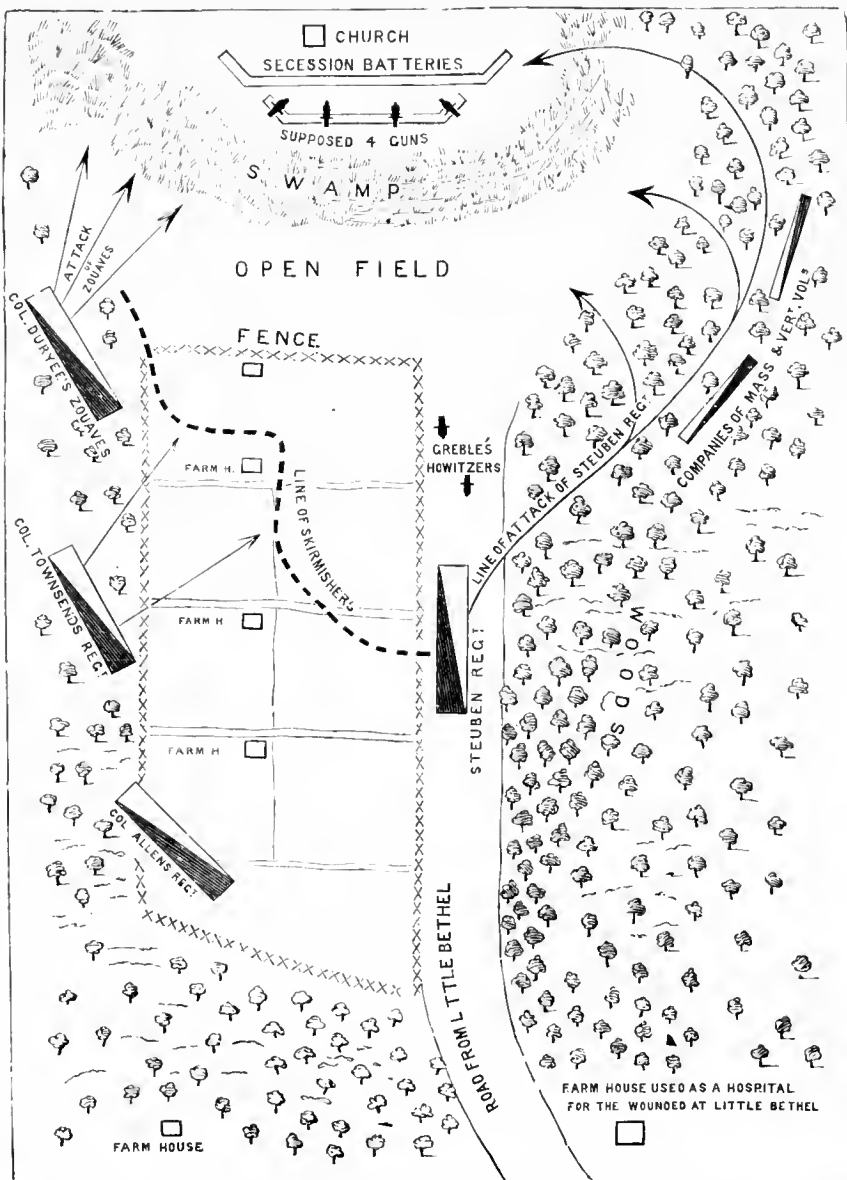 CHURCH
SECESSION BATTERIES
SUPPOSED 4 GUNS
SWAMP
ATTACK
OF
ZOUAVES
OPEN FIELD
COL. DURYEE'S ZOUAVES
FENCE
FARM H.
GREBLE'S
HOWITZERS
LINE OF SKIRMISHERS
LINE OF ATTACK OF STEUBEN REGT
COMPANIES OF MASS & VERT. VOLS
COL. TOWNSENDS REGT
FARM H
WOODS
STEUBEN REGT
FARM H
COL ALLENS REGT
ROAD FROM LITTLE BETHEL
FARM HOUSE USED AS A HOSPITAL
FOR THE WOUNDED AT LITTLE BETHEL
FARM HOUSE